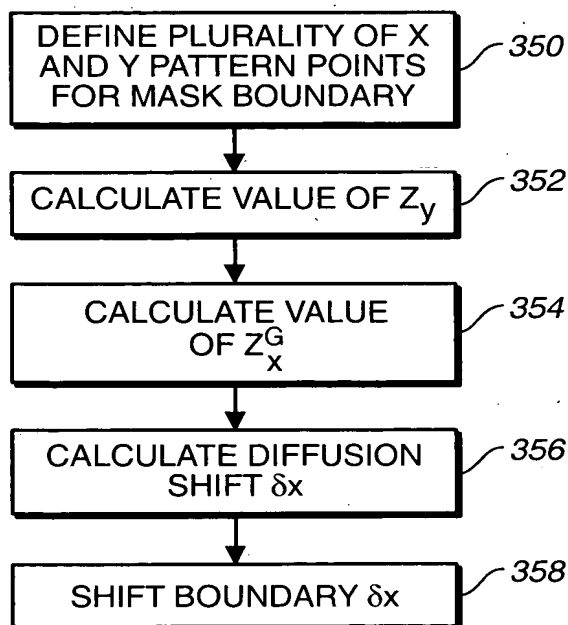 DEFINE PLURALITY OF X
AND Y PATTERN POINTS
FOR MASK BOUNDARY
350
CALCULATE VALUE OF Zy
352
CALCULATE VALUE
OF ZxG
354
CALCULATE DIFFUSION
SHIFT δx
356
SHIFT BOUNDARY δx
358